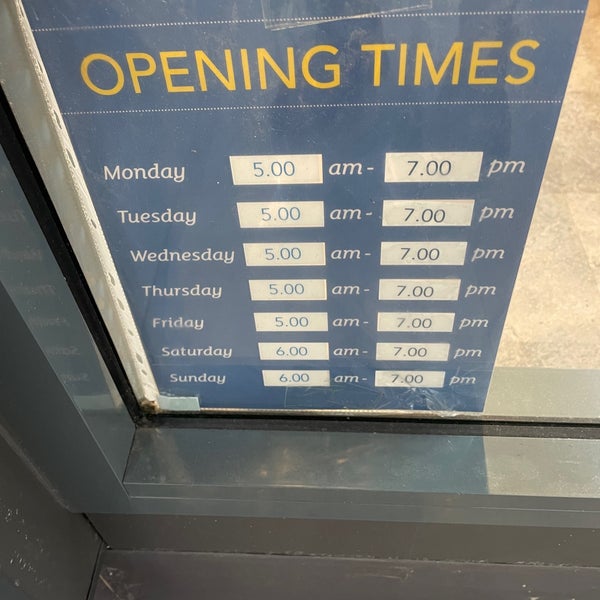 OPENING TIMES
Monday 5.00 am - 7.00 pm
Tuesday 5.00 am - 7.00 pm
Wednesday 5.00 am - 7.00 pm
Thursday 5.00 am - 7.00 pm
Friday 5.00 am - 7.00 pm
Saturday 6.00 am - 7.00 pm
Sunday 6.00 am - 7.00 pm